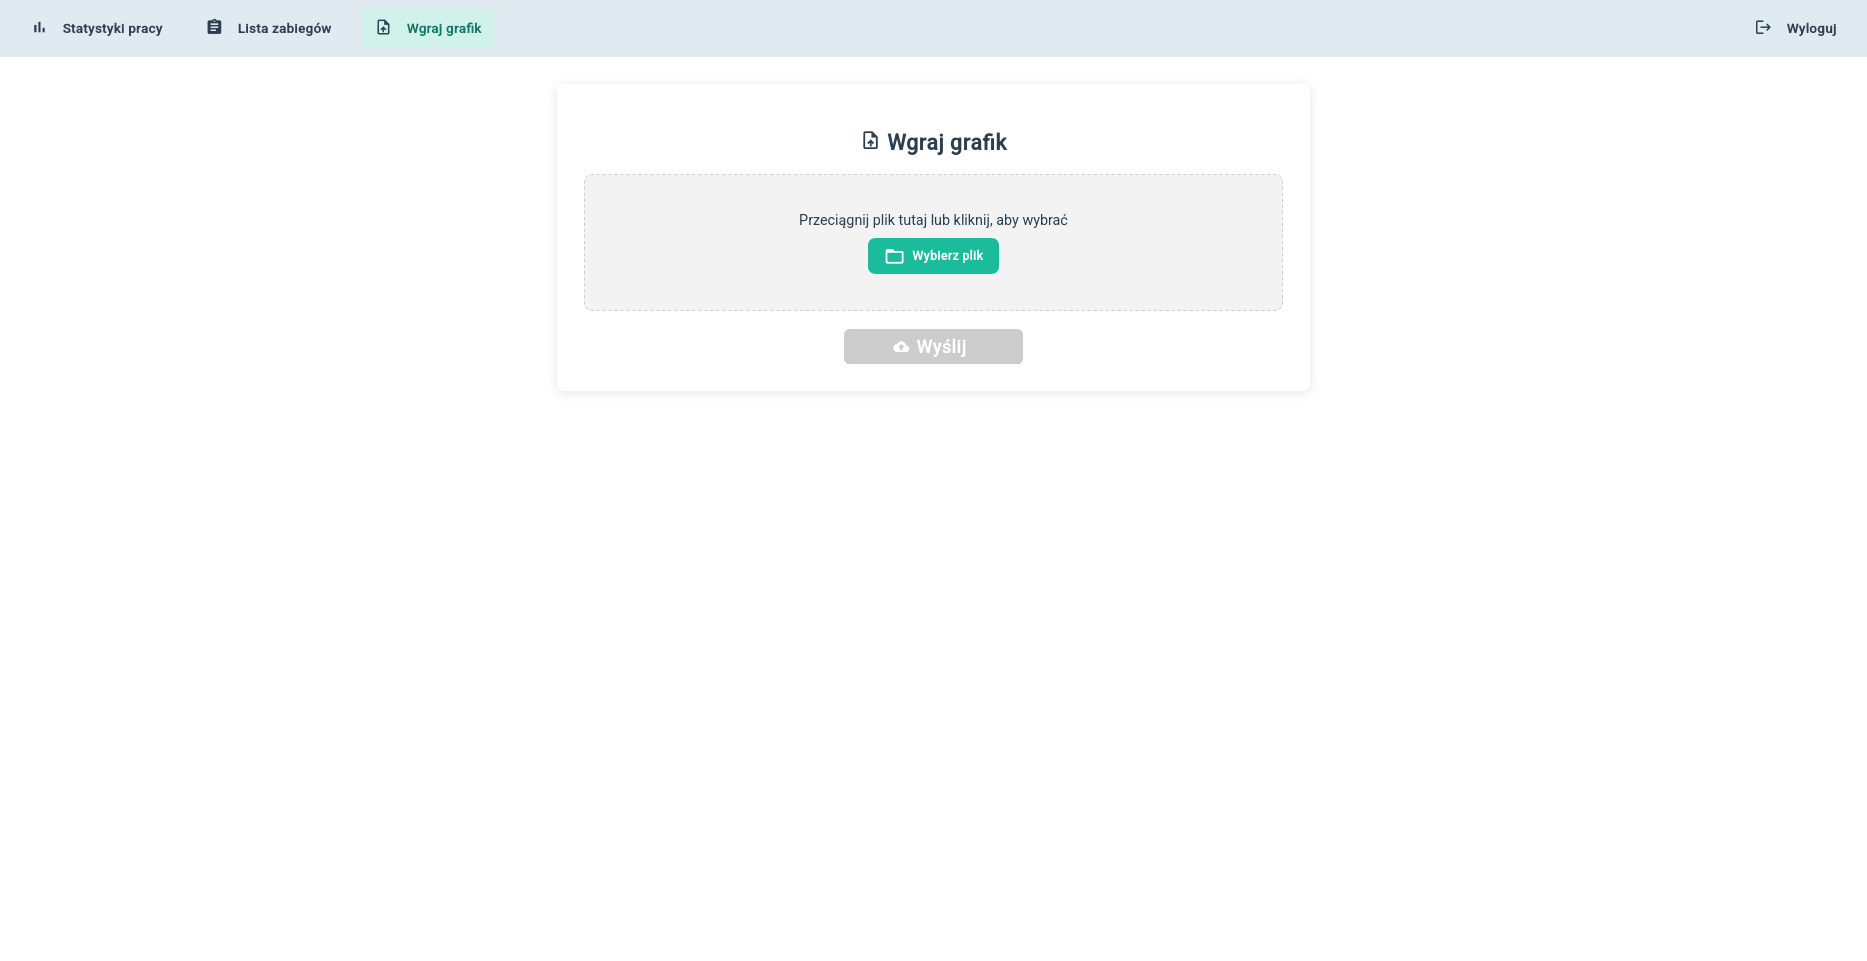 Statystyki pracy
Lista zabiegów
Wgraj grafik
Wyloguj
Wgraj grafik
Przeciągnij plik tutaj lub kliknij, aby wybrać
Wybierz plik
Wyślij